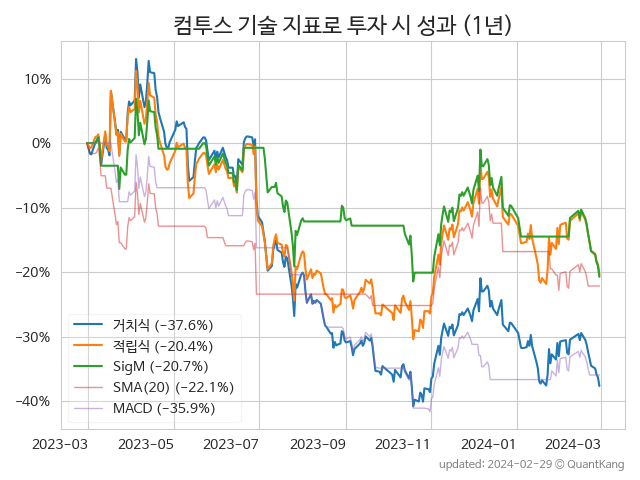 컴투스 기술 지표로 투자 시 성과 (1년)
10%
0%
−10%
−20%
−30%
−40%
거치식 (−37.6%)
적립식 (−20.4%)
SigM (−20.7%)
SMA(20) (−22.1%)
MACD (−35.9%)
2023-03 2023-05 2023-07 2023-09 2023-11 2024-01 2024-03
updated: 2024-02-29 © QuantKang